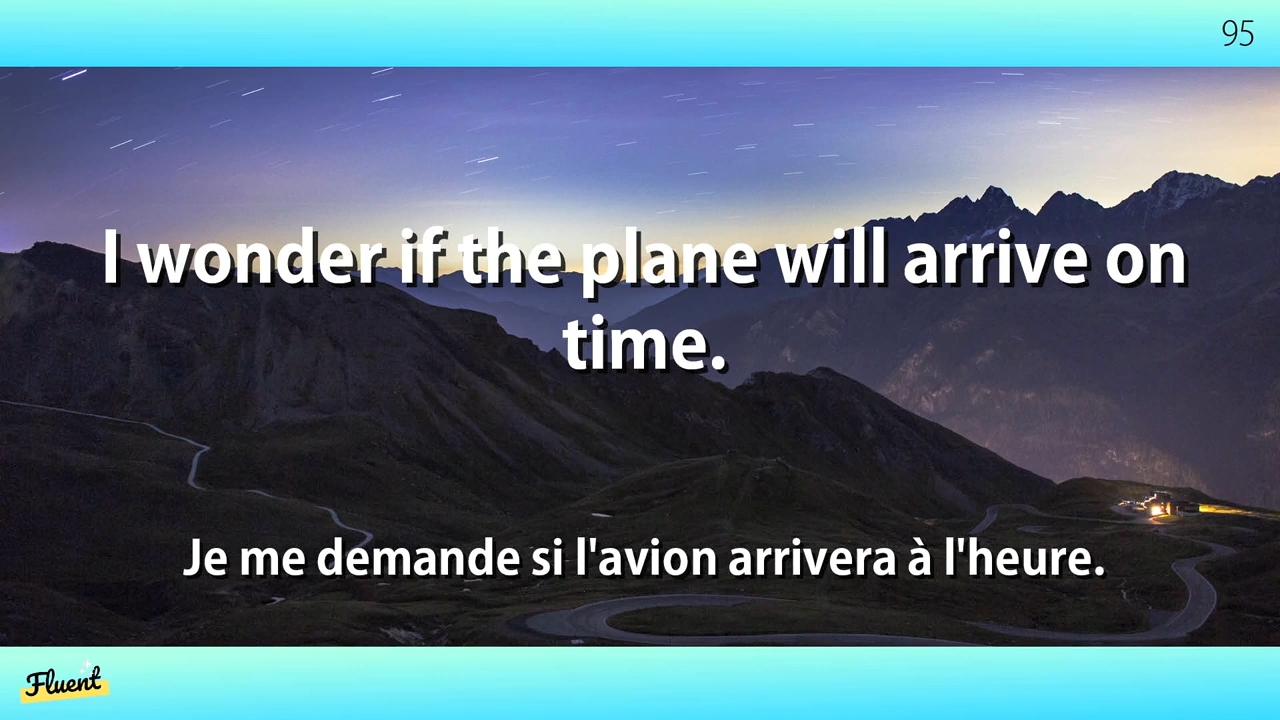 95
I wonder if the plane will arrive on
time.
Je me demande si l'avion arrivera à l'heure.
Fluent